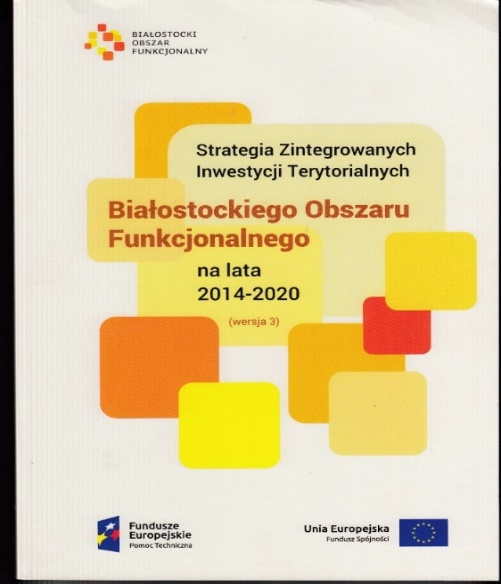 BIAŁOSTOCKI
OBSZAR
FUNKCJONALNY
Strategia Zintegrowanych
Inwestycji Terytorialnych
Białostockiego Obszaru
Funkcjonalnego
na lata
2014-2020
(wersja 3)
Fundusze
Europejskie
Pomoc Techniczna
Unia Europejska
Fundusz Spójności